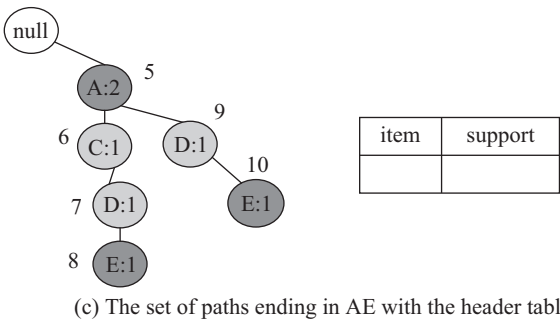 null
5
A:2
9
6
C:1
D:1
item support
10
7
D:1
E:1
8
E:1
(c) The set of paths ending in AE with the header tabl